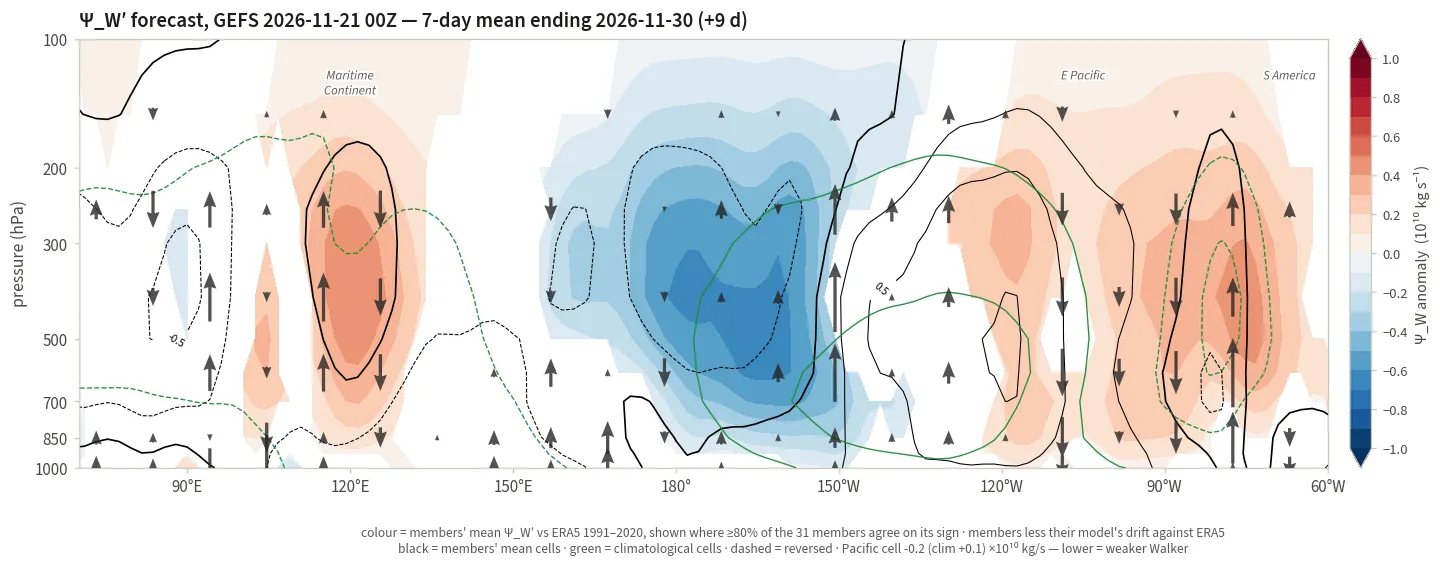 Ψ_W′ forecast, GEFS 2026-11-21 00Z — 7-day mean ending 2026-11-30 (+9 d)
100
200
300
400
500
700
850
1000
pressure (hPa)
Maritime
Continent
E Pacific
S America
-0.5
0.5
90°E
120°E
150°E
180°
150°W
120°W
90°W
60°W
1.0
0.8
0.6
0.4
0.2
0.0
−0.2
−0.4
−0.6
−0.8
−1.0
Ψ_W anomaly (10¹⁰ kg s⁻¹)
colour = members' mean Ψ_W′ vs ERA5 1991–2020, shown where ≥80% of the 31 members agree on its sign · members less their model's drift against ERA5
black = members' mean cells · green = climatological cells · dashed = reversed · Pacific cell -0.2 (clim +0.1) ×10¹⁰ kg/s — lower = weaker Walker